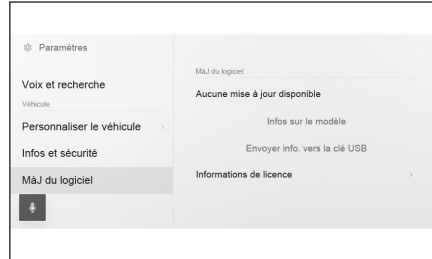 Paramètres
Voix et recherche
Véhicule
Personnaliser le véhicule
Infos et sécurité
MàJ du logiciel
MàJ du logiciel
Aucune mise à jour disponible
Infos sur le modèle
Envoyer info. vers la clé USB
Informations de licence